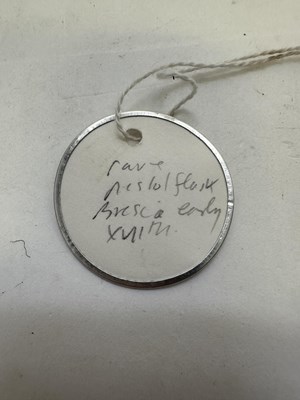 rare
pistol flask
Brescia early
XVIIth.